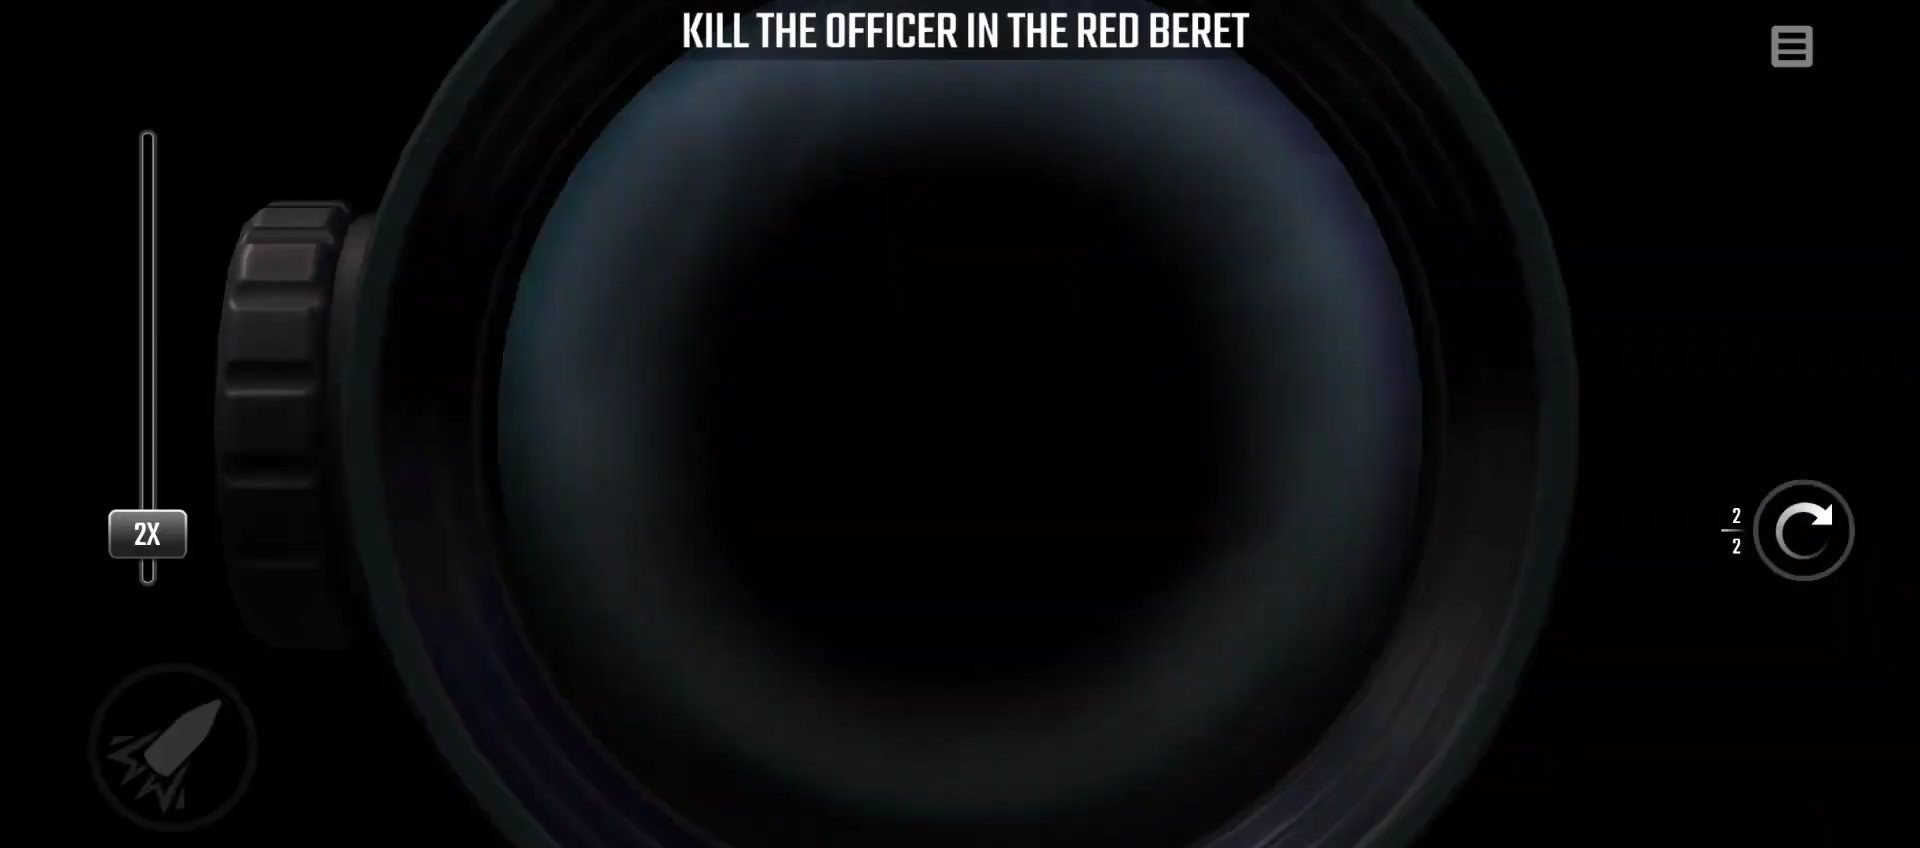 KILL THE OFFICER IN THE RED BERET
2X
2
2